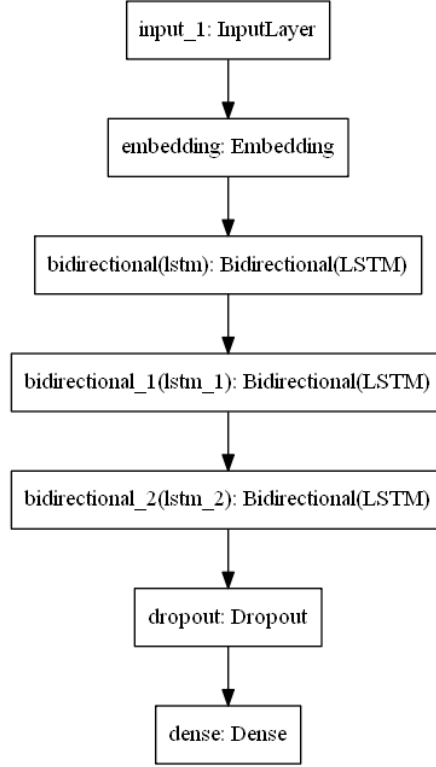 input_1: InputLayer
embedding: Embedding
bidirectional(lstm): Bidirectional(LSTM)
bidirectional_1(lstm_1): Bidirectional(LSTM)
bidirectional_2(lstm_2): Bidirectional(LSTM)
dropout: Dropout
dense: Dense